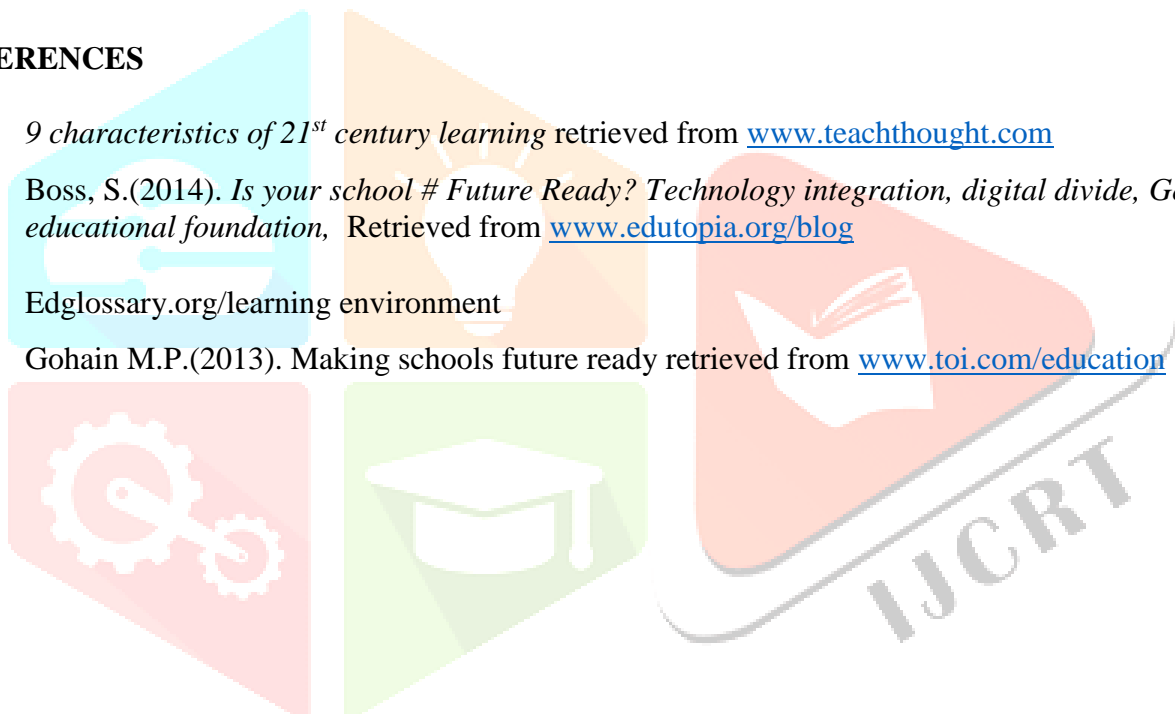 ERENCES
9 characteristics of 21st century learning retrieved from www.teachthought.com
Boss, S.(2014). Is your school # Future Ready? Technology integration, digital divide, G
educational foundation, Retrieved from www.edutopia.org/blog
Edglossary.org/learning environment
Gohain M.P.(2013). Making schools future ready retrieved from www.toi.com/education
IJCRT